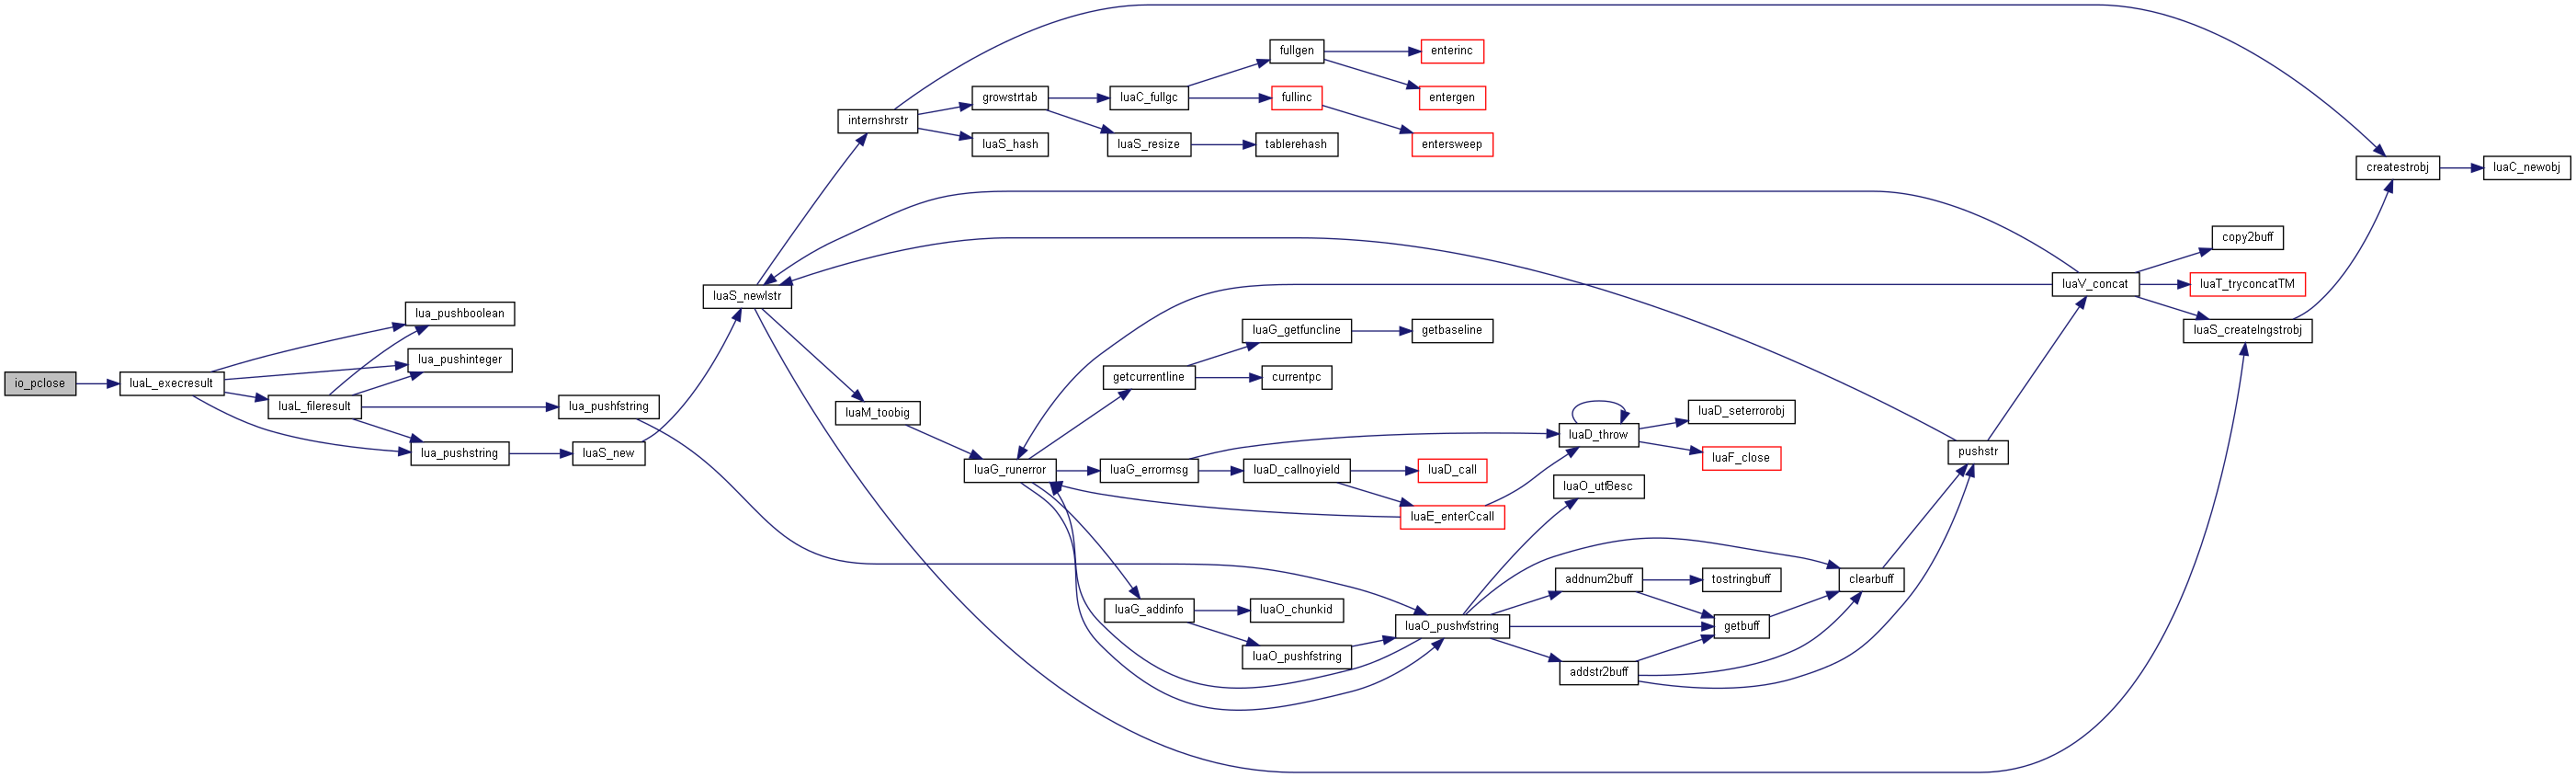 io_pclose
luaL_execresult
lua_pushboolean
lua_pushinteger
luaL_fileresult
lua_pushstring
lua_pushfstring
luaS_new
luaS_newlstr
internshrstr
growstrtab
luaS_hash
luaC_fullgc
luaS_resize
fullgen
fullinc
tablerehash
enterinc
entergen
entersweep
luaM_toobig
luaG_runerror
getcurrentline
luaG_getfuncline
currentpc
getbaseline
luaG_errormsg
luaD_callnoyield
luaD_call
luaE_enterCcall
luaD_throw
luaD_seterrorobj
luaF_close
luaG_addinfo
luaO_chunkid
luaO_pushfstring
luaO_pushvfstring
luaO_utf8esc
addnum2buff
tostringbuff
getbuff
addstr2buff
clearbuff
pushstr
luaV_concat
copy2buff
luaT_tryconcatTM
luaS_createlngstrobj
createstrobj
luaC_newobj